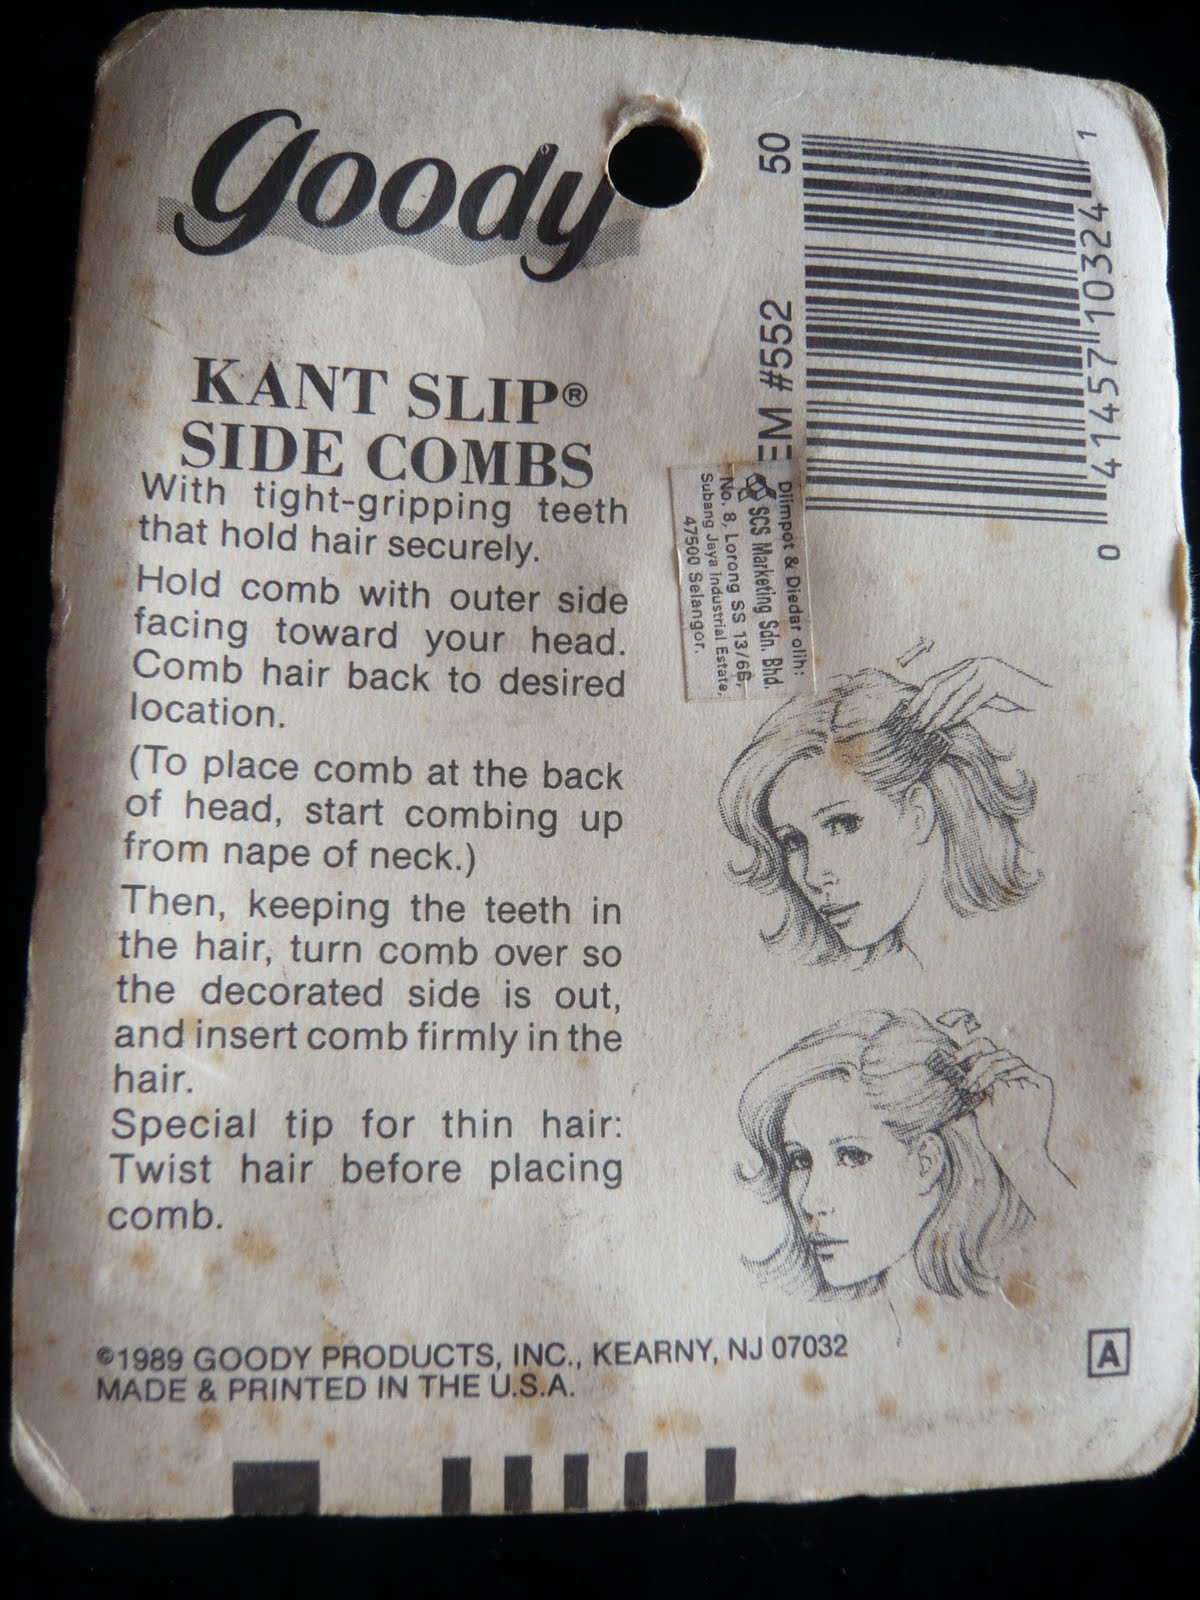 goody
KANT SLIP®
SIDE COMBS
With tight-gripping teeth
that hold hair securely.
Hold comb with outer side
facing toward your head.
Comb hair back to desired
location.
(To place comb at the back
of head, start combing up
from nape of neck.)
Then, keeping the teeth in
the hair, turn comb over so
the decorated side is out,
and insert comb firmly in the
hair.
Special tip for thin hair:
Twist hair before placing
comb.
©1989 GOODY PRODUCTS, INC., KEARNY, NJ 07032
MADE & PRINTED IN THE U.S.A.
EM #552 50
0 41457 10324 1
Diimpot & Diedar olih:
SCS Marketing Sdn. Bhd.
No. 8, Lorong SS 13/6B,
Subang Jaya Industrial Estate,
47500 Selangor.
A